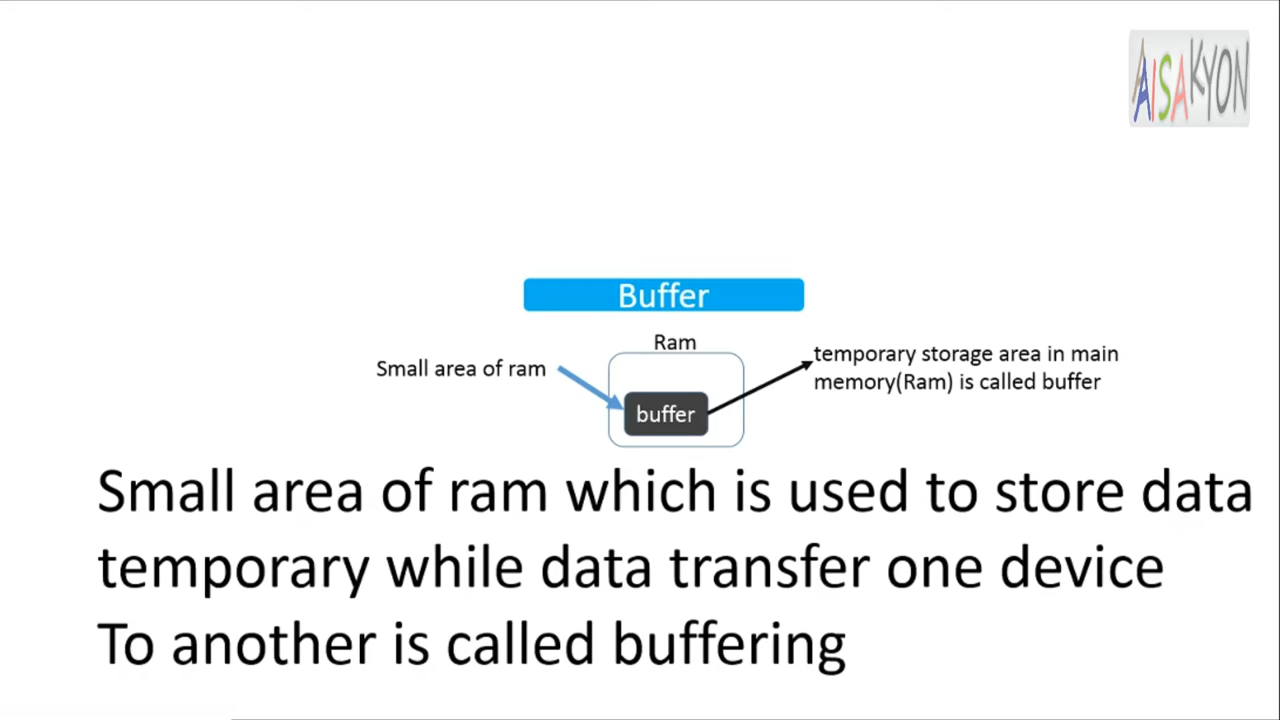 AISAKYON
Buffer
Ram
Small area of ram
temporary storage area in main
memory(Ram) is called buffer
buffer
Small area of ram which is used to store data
temporary while data transfer one device
To another is called buffering